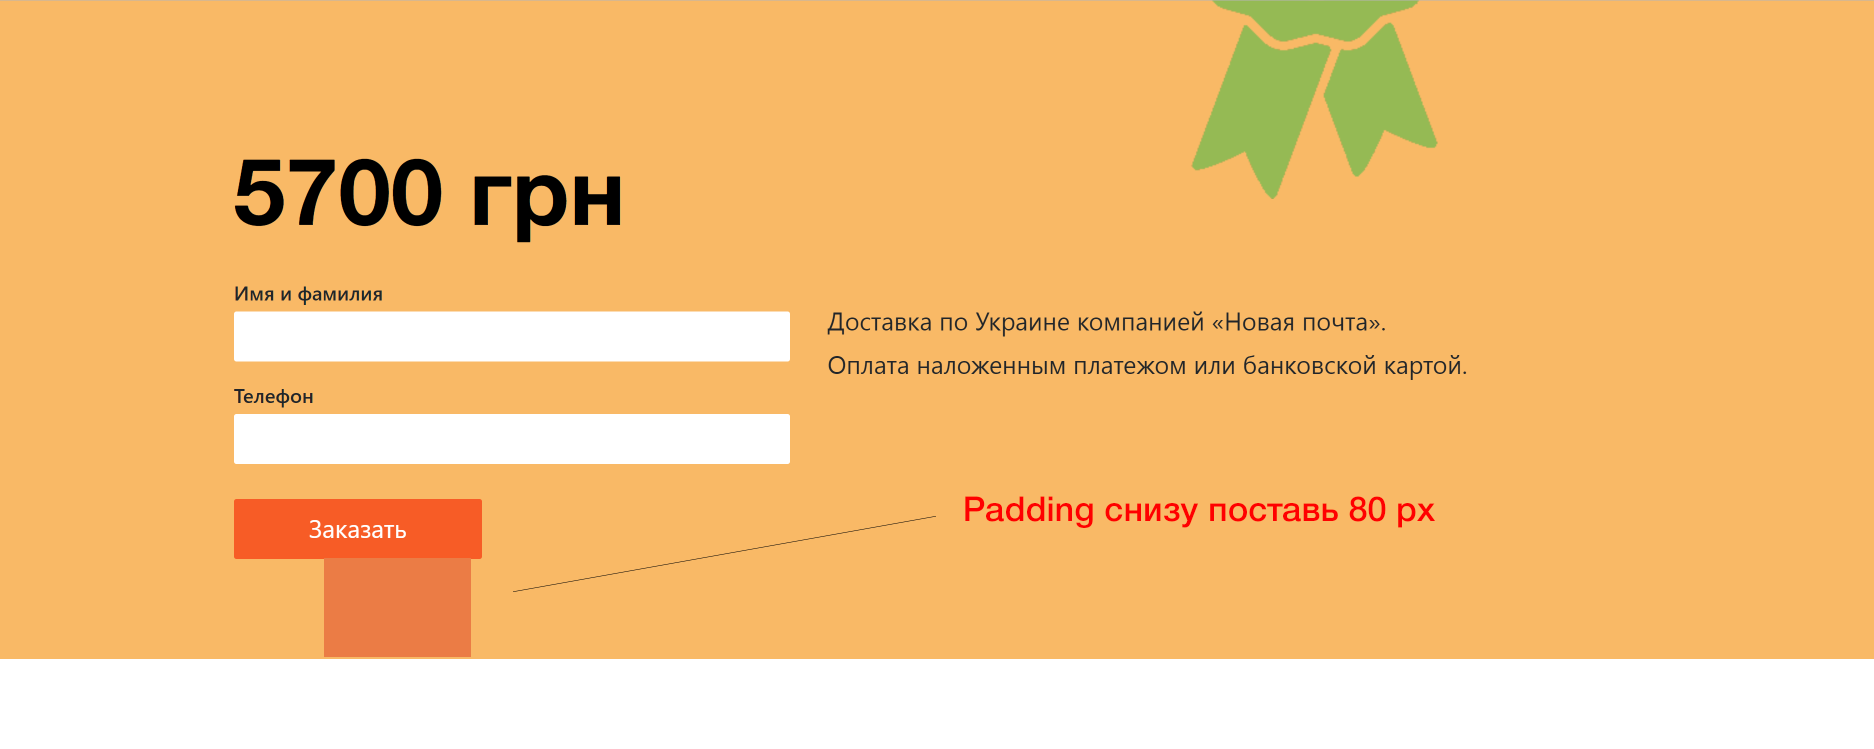 5700 грн
Имя и фамилия
Доставка по Украине компанией «Новая почта».
Оплата наложенным платежом или банковской картой.
Телефон
Padding снизу поставь 80 px
Заказать